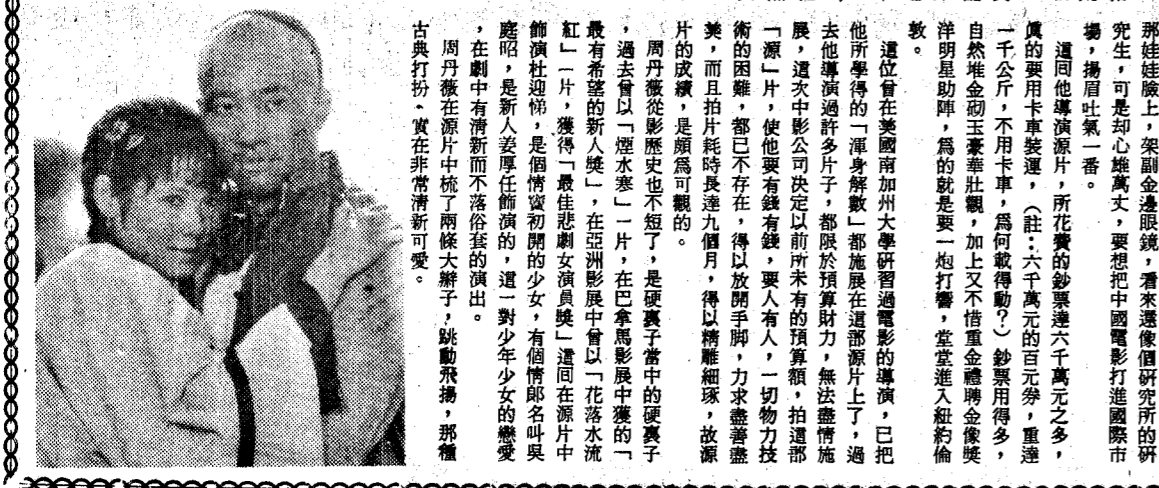 那娃娃臉上，架副金邊眼鏡，看來還像個研究所的研
究生，可是却心雄萬丈，要想把中國電影打進國際市
場，揚眉吐氣一番。
這回他導演源片，所花費的鈔票達六千萬元之多，
眞的要用卡車裝運，（註：六千萬元的百元券，重達
一千公斤，不用卡車，爲何載得動？）鈔票用得多，
自然堆金砌玉豪華壯觀，加上又不惜重金禮聘金像獎
洋明星助陣，爲的就是要一炮打響，堂堂進入紐約倫
敦。
這位曾在美國南加州大學硏習過電影的導演，已把
他所學得的「渾身解數」都施展在這部源片上了，過
去他導演過許多片子，都限於預算財力，無法盡情施
展，這次中影公司決定以前所未有的預算額，拍這部
「源」片，使他要有錢有錢，要人有人，一切物力技
術的困難，都已不存在，得以放開手脚，力求盡善盡
美，而且拍片耗時長達九個月，得以精雕細琢，故源
片的成績，是頗爲可觀的。
周丹薇從影歷史也不短了，是硬裏子當中的硬裏子
，過去曾以「煙水寒」一片，在巴拿馬影展中獲的「
最有希望的新人獎」，在亞洲影展中曾以「花落水流
紅」一片，獲得「最佳悲劇女演員獎」這回在源片中
飾演杜迎悌，是個情竇初開的少女，有個情郎名叫吳
庭昭，是新人姜厚任飾演的，這一對少年少女的戀愛
，在劇中有清新而不落俗套的演出。
周丹薇在源片中梳了兩條大辮子，跳動飛揚，那種
古典打扮、實在非常清新可愛。